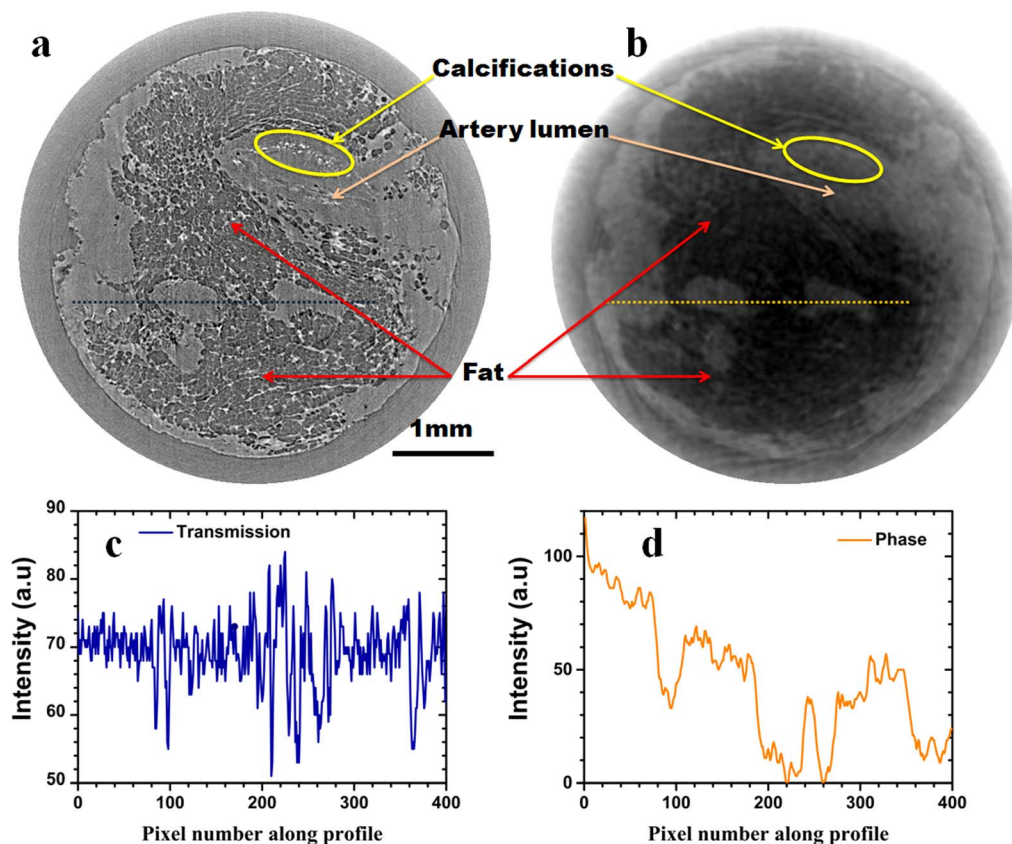 a
b
Calcifications
Artery lumen
Fat
1mm
c
Transmission
Intensity (a.u)
90
80
70
60
50
0
100
200
300
400
Pixel number along profile
d
Phase
Intensity (a.u)
100
50
0
0
100
200
300
400
Pixel number along profile